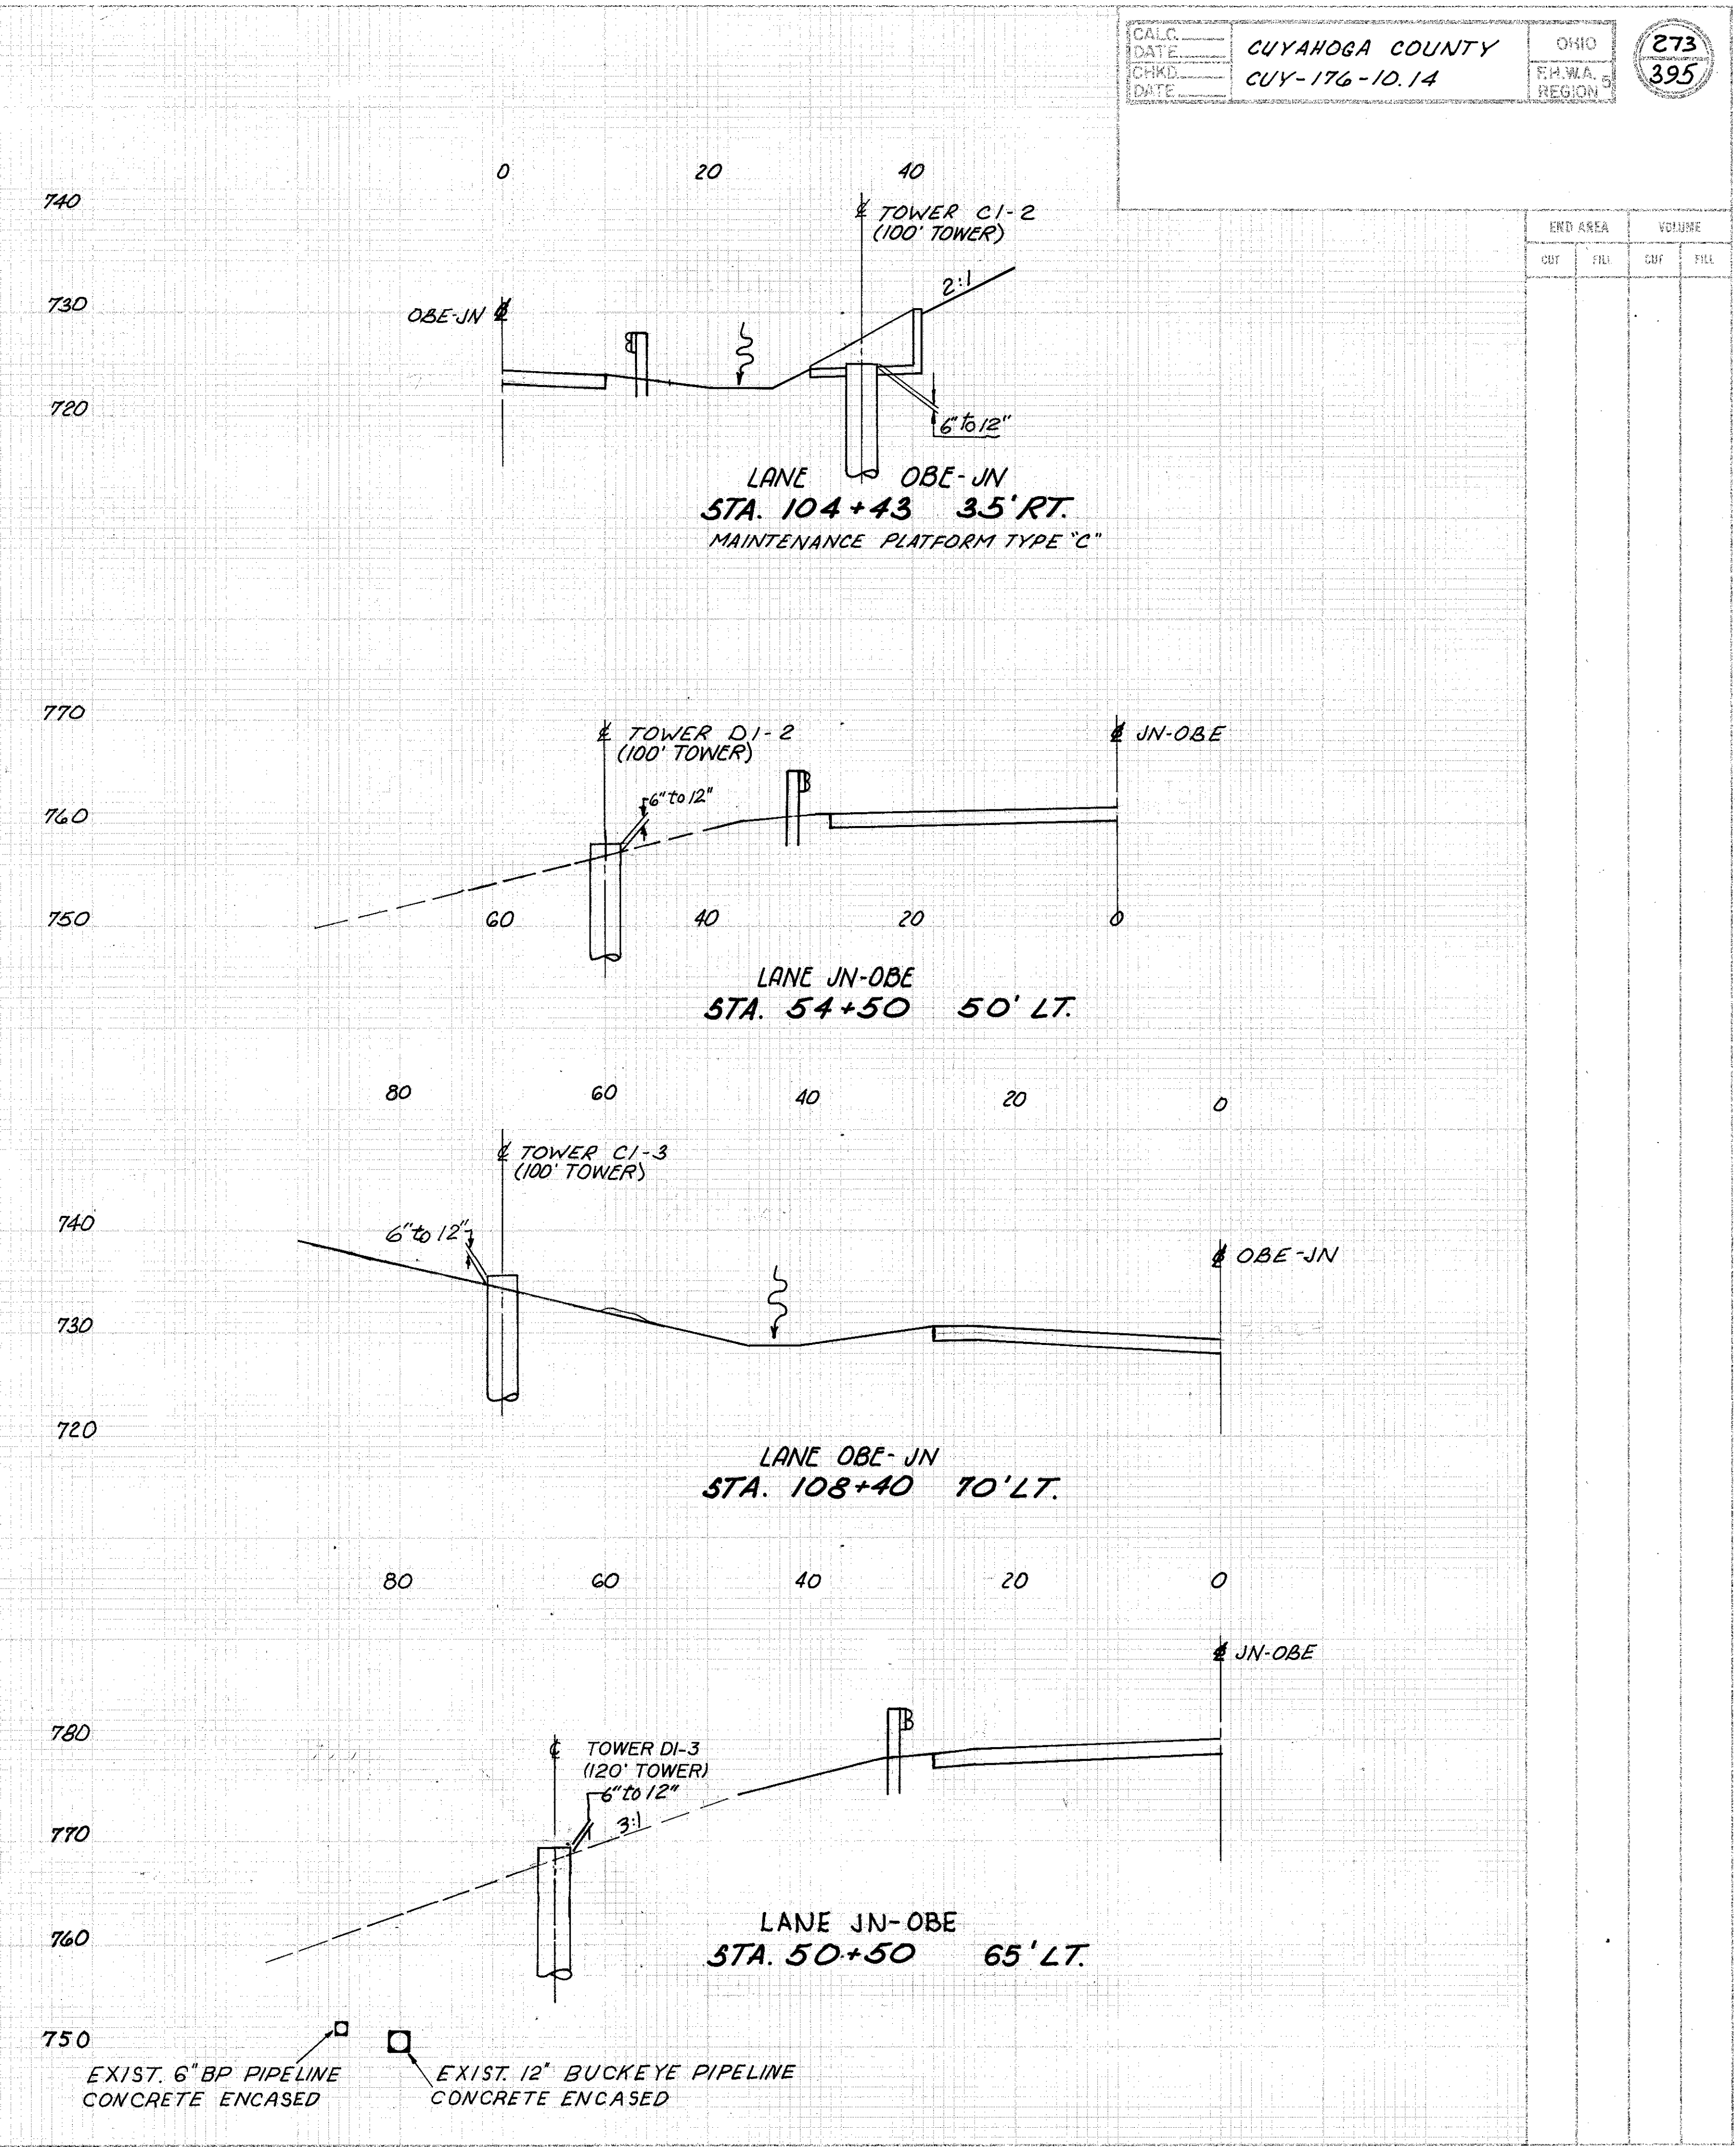 CALC.
DATE
CHKD.
DATE
CUYAHOGA COUNTY
CUY-176-10.14
OHIO
F.H.W.A.
REGION 5
273
395
END AREA VOLUME
CUT FILL CUT FILL
0 20 40
740
730
720
℄ TOWER C1-2
(100' TOWER)
2:1
OBE-JN ℄
6" to 12"
LANE OBE-JN
STA. 104+43 35' RT.
MAINTENANCE PLATFORM TYPE "C"
770
760
750
℄ TOWER D1-2
(100' TOWER)
6" to 12"
℄ JN-OBE
60 40 20 0
LANE JN-OBE
STA. 54+50 50' LT.
80 60 40 20 0
℄ TOWER C1-3
(100' TOWER)
740
730
720
6" to 12"
℄ OBE-JN
LANE OBE-JN
STA. 108+40 70' LT.
80 60 40 20 0
℄ JN-OBE
780
770
760
750
℄ TOWER D1-3
(120' TOWER)
6" to 12"
3:1
LANE JN-OBE
STA. 50+50 65' LT.
EXIST. 6" BP PIPELINE
CONCRETE ENCASED
EXIST. 12" BUCKEYE PIPELINE
CONCRETE ENCASED